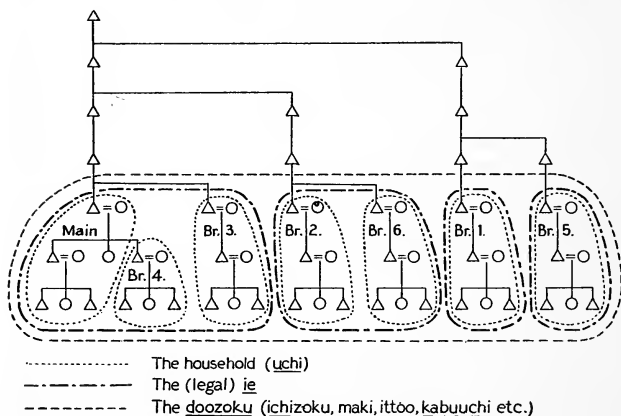 Main
Br. 3.
Br. 2.
Br. 6.
Br. 1.
Br. 5.
Br. 4.
The household (uchi)
The (legal) ie
The doozoku (ichizoku, maki, ittoo, kabuuchi etc.)